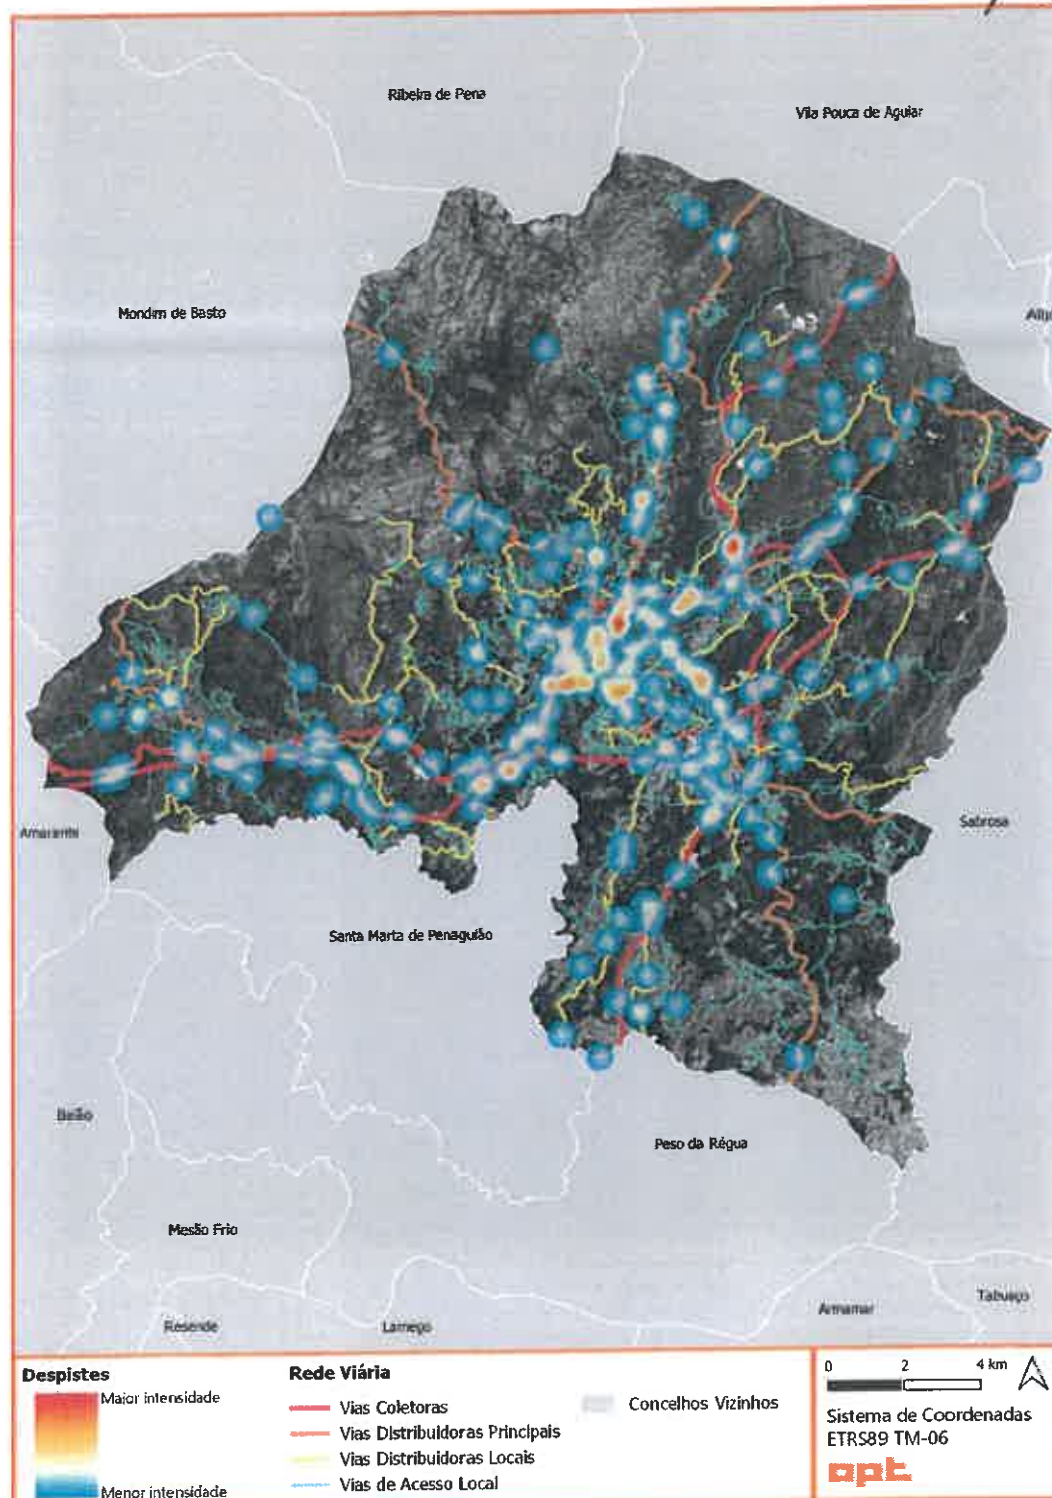 Ribeira de Pena
Vila Pouca de Aguiar
Mondim de Basto
Amarante
Sabrosa
Santa Marta de Penaguião
Baião
Peso da Régua
Mesão Frio
Tabuaço
Armamar
Resende
Lamego
Despistes
Maior intensidade
Menor intensidade
Rede Viária
Vias Coletoras
Vias Distribuidoras Principais
Vias Distribuidoras Locais
Vias de Acesso Local
Concelhos Vizinhos
0 2 4 km
Sistema de Coordenadas
ETRS89 TM-06
opt